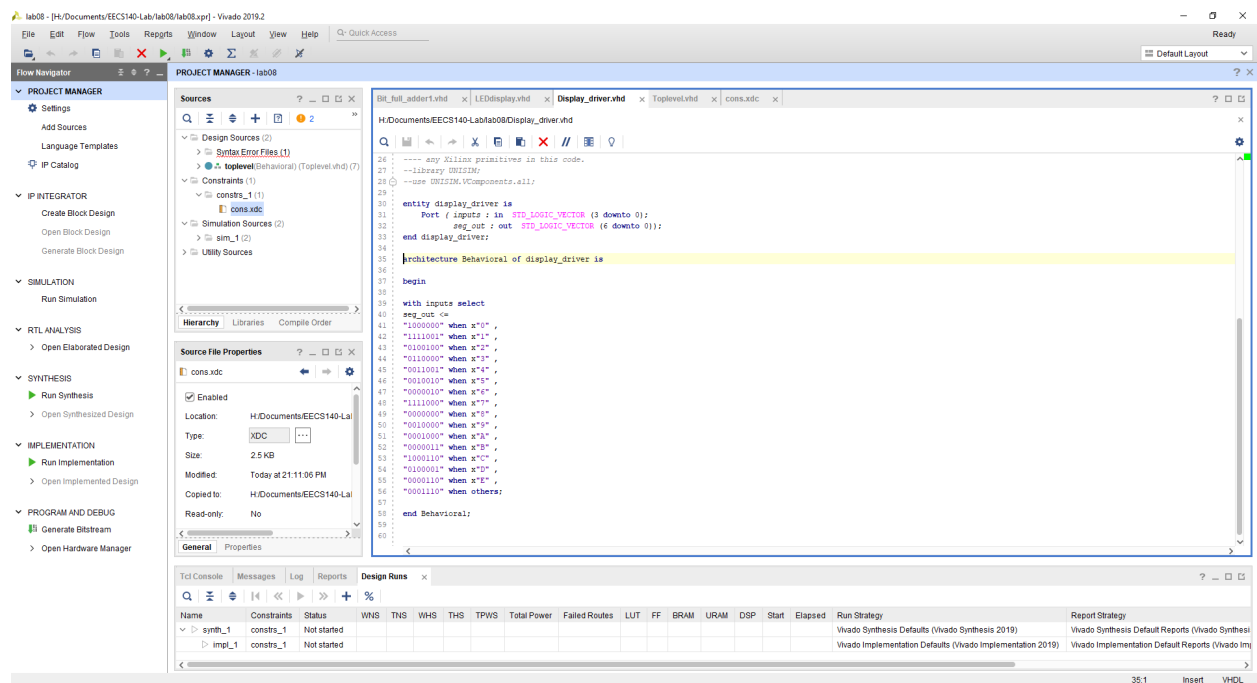 lab08 - [H:/Documents/EECS140-Lab/lab08/lab08.xpr] - Vivado 2019.2
File Edit Flow Tools Reports Window Layout View Help Q- Quick Access Ready
Default Layout
Flow Navigator
PROJECT MANAGER - lab08
PROJECT MANAGER
Settings
Add Sources
Language Templates
IP Catalog
IP INTEGRATOR
Create Block Design
Open Block Design
Generate Block Design
SIMULATION
Run Simulation
RTL ANALYSIS
Open Elaborated Design
SYNTHESIS
Run Synthesis
Open Synthesized Design
IMPLEMENTATION
Run Implementation
Open Implemented Design
PROGRAM AND DEBUG
Generate Bitstream
Open Hardware Manager
Sources
2
Design Sources (2)
Syntax Error Files (1)
toplevel(Behavioral) (Toplevel.vhd) (7)
Constraints (1)
constrs_1 (1)
cons.xdc
Simulation Sources (2)
sim_1 (2)
Utility Sources
Hierarchy Libraries Compile Order
Source File Properties
cons.xdc
Enabled
Location: H:/Documents/EECS140-Lal
Type: XDC
Size: 2.5 KB
Modified: Today at 21:11:06 PM
Copied to: H:/Documents/EECS140-Lal
Read-only: No
General Properties
Bit_full_adder1.vhd LEDdisplay.vhd Display_driver.vhd Toplevel.vhd cons.xdc
H:/Documents/EECS140-Lab/lab08/Display_driver.vhd
26 ---- any Xilinx primitives in this code.
27 --library UNISIM;
28 --use UNISIM.VComponents.all;
29
30 entity display_driver is
31 Port ( inputs : in STD_LOGIC_VECTOR (3 downto 0);
32 seg_out : out STD_LOGIC_VECTOR (6 downto 0));
33 end display_driver;
34
35 architecture Behavioral of display_driver is
36
37 begin
38
39 with inputs select
40 seg_out <=
41 "1000000" when x"0" ,
42 "1111001" when x"1" ,
43 "0100100" when x"2" ,
44 "0110000" when x"3" ,
45 "0011001" when x"4" ,
46 "0010010" when x"5" ,
47 "0000010" when x"6" ,
48 "1111000" when x"7" ,
49 "0000000" when x"8" ,
50 "0010000" when x"9" ,
51 "0001000" when x"A" ,
52 "0000011" when x"B" ,
53 "1000110" when x"C" ,
54 "0100001" when x"D" ,
55 "0000110" when x"E" ,
56 "0001110" when others;
57
58 end Behavioral;
59
60
Tcl Console Messages Log Reports Design Runs
Name Constraints Status WNS TNS WHS THS TPWS Total Power Failed Routes LUT FF BRAM URAM DSP Start Elapsed Run Strategy Report Strategy
synth_1 constrs_1 Not started Vivado Synthesis Defaults (Vivado Synthesis 2019) Vivado Synthesis Default Reports (Vivado Synthesi
impl_1 constrs_1 Not started Vivado Implementation Defaults (Vivado Implementation 2019) Vivado Implementation Default Reports (Vivado Imp
35:1 Insert VHDL